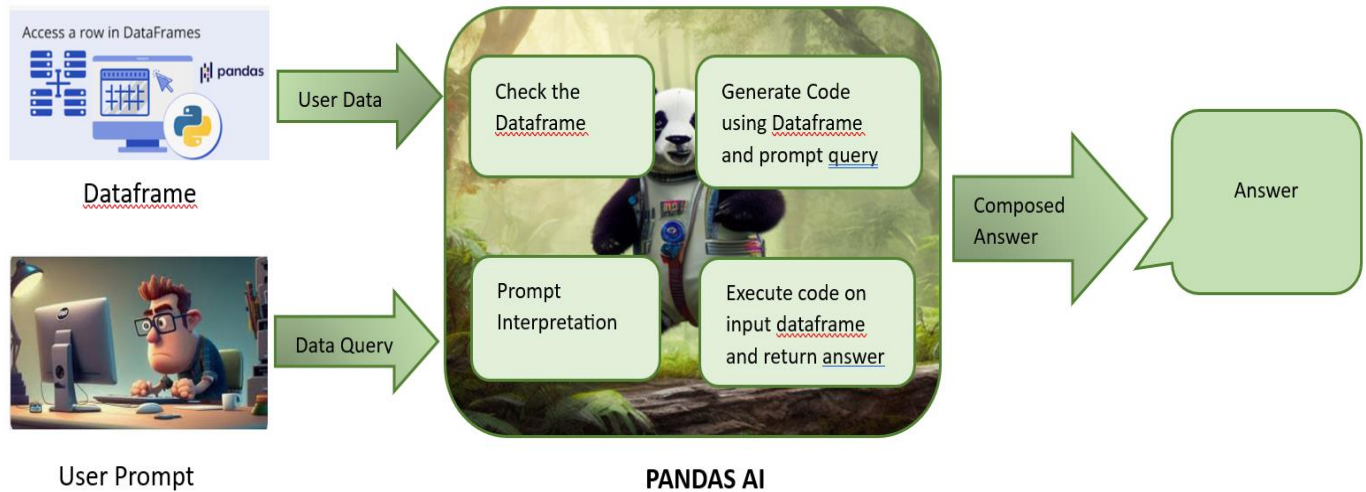 Access a row in DataFrames
pandas
User Data
Dataframe
Data Query
User Prompt
Check the
Dataframe
Generate Code
using Dataframe
and prompt query
Prompt
Interpretation
Execute code on
input dataframe
and return answer
PANDAS AI
Composed
Answer
Answer